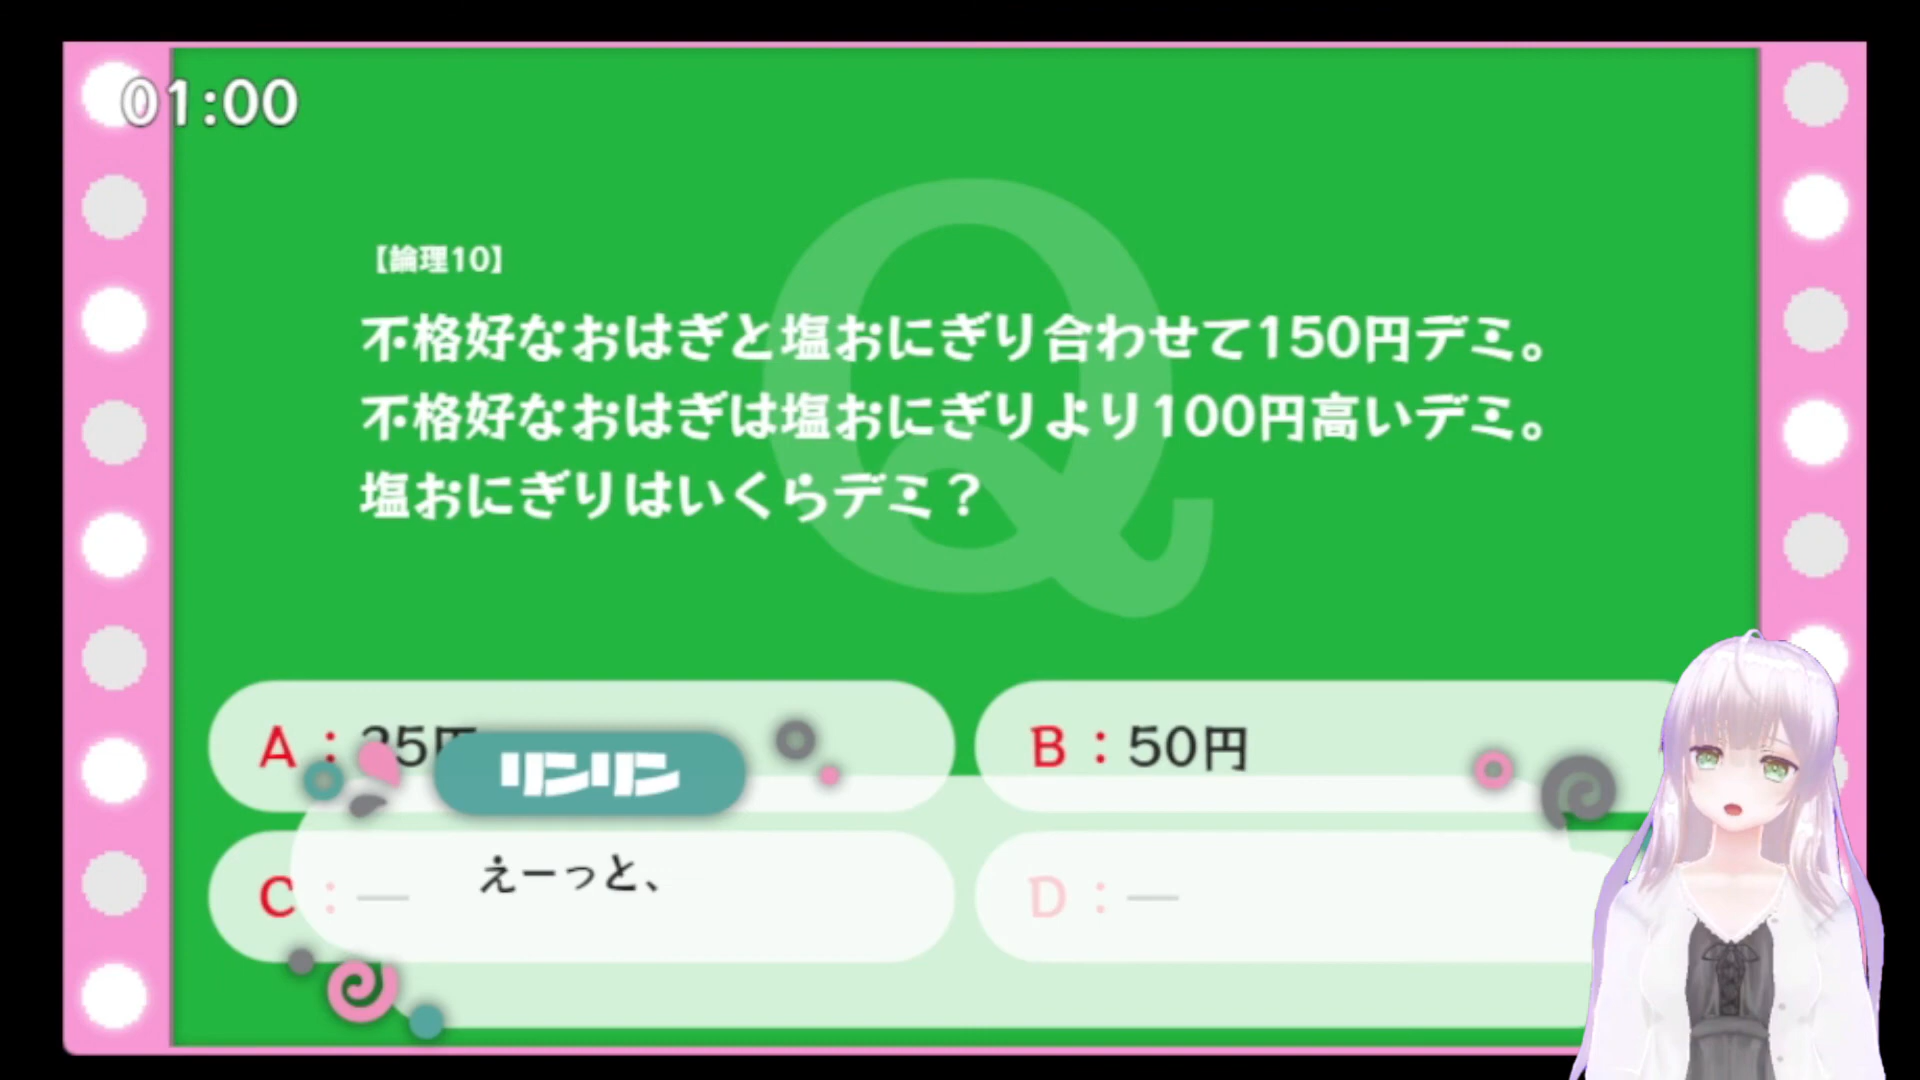 01:00
【論理10】
不格好なおはぎと塩おにぎり合わせて150円デミ。
不格好なおはぎは塩おにぎりより100円高いデミ。
塩おにぎりはいくらデミ？
A：25円
B：50円
リンリン
えーっと、
C：―
D：―